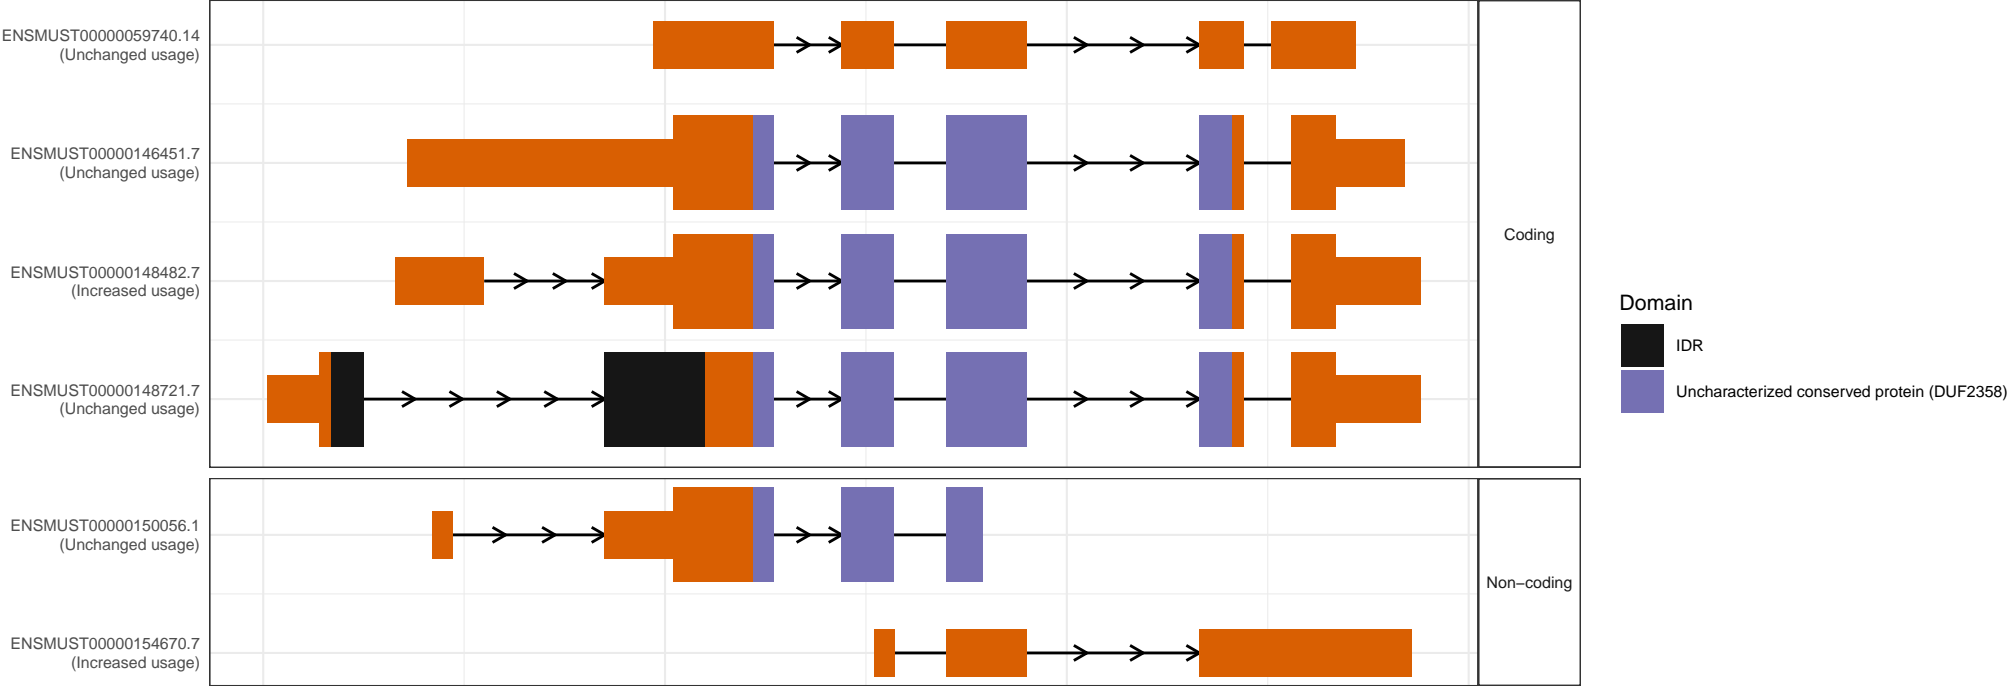 ENSMUST00000059740.14
(Unchanged usage)
ENSMUST00000146451.7
(Unchanged usage)
ENSMUST00000148482.7
(Increased usage)
ENSMUST00000148721.7
(Unchanged usage)
Coding
ENSMUST00000150056.1
(Unchanged usage)
ENSMUST00000154670.7
(Increased usage)
Non−coding
Domain
IDR
Uncharacterized conserved protein (DUF2358)